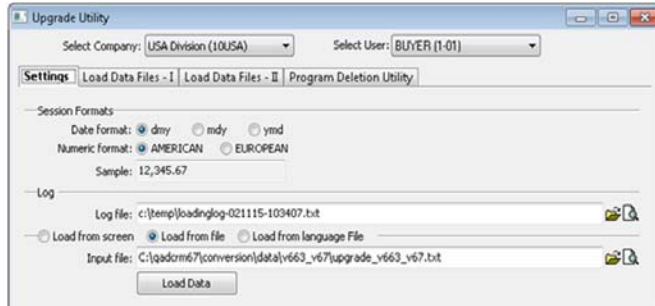 Upgrade Utility
Select Company: USA Division (10USA) Select User: BUYER (1-01)
Settings Load Data Files - I Load Data Files - II Program Deletion Utility
Session Formats
Date format: dmy mdy ymd
Numeric format: AMERICAN EUROPEAN
Sample: 12,345.67
Log
Log file: c:\temp\loadinglog-021115-103407.txt
Load from screen Load from file Load from language File
Input file: C:\qadcrm67\conversion\data\v663_v67\upgrade_v663_v67.txt
Load Data